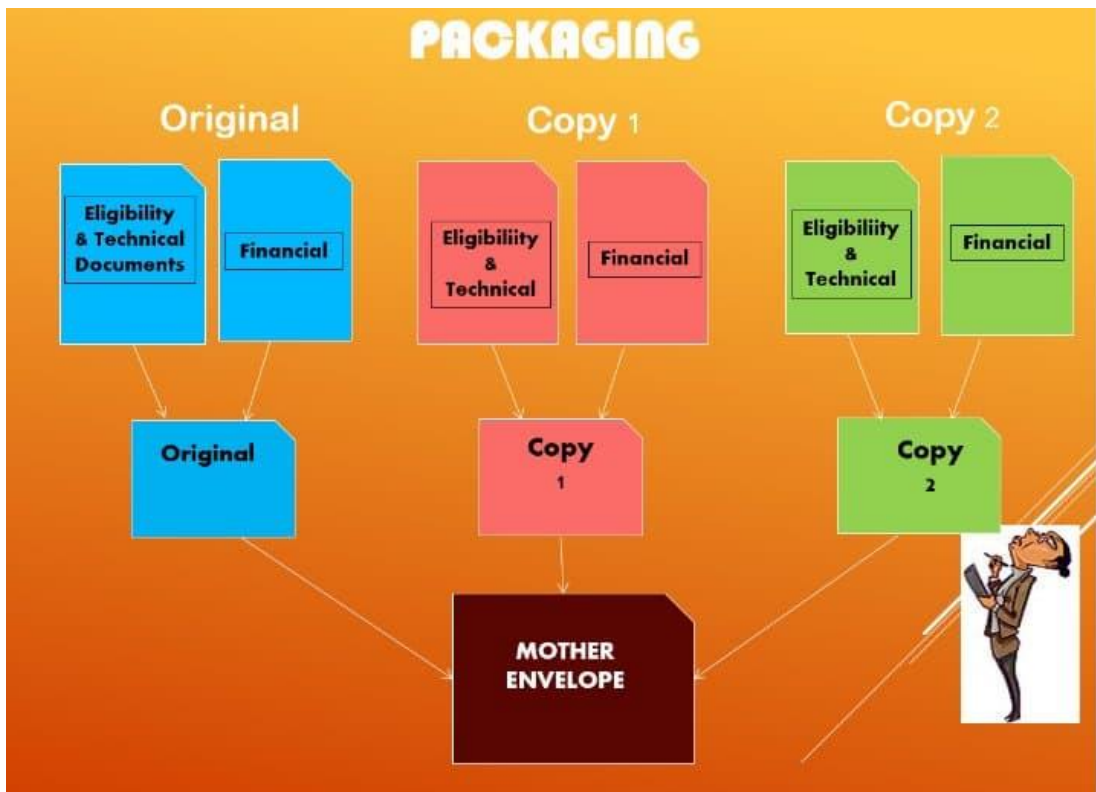 PACKAGING
Original
Copy 1
Copy 2
Eligibility
& Technical
Documents
Financial
Eligibiliity
&
Technical
Financial
Eligibiliity
&
Technical
Financial
Original
Copy
1
Copy
2
MOTHER
ENVELOPE